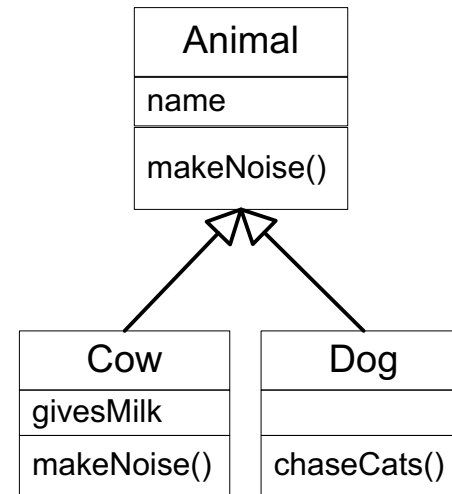 Animal
name
makeNoise()
Cow
givesMilk
makeNoise()
Dog
chaseCats()